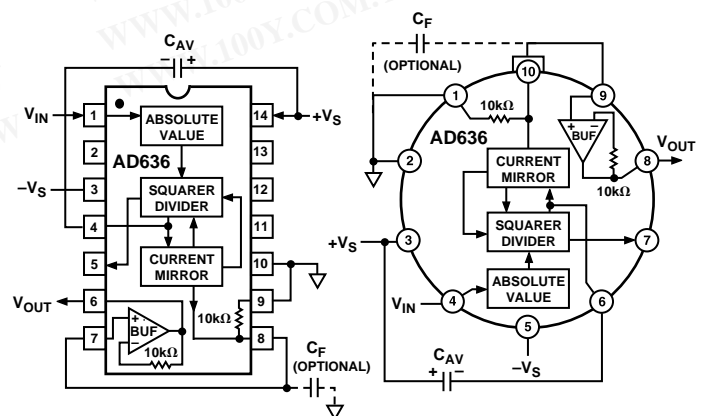 WWW.100Y.COM.
C_AV
− +
V_IN
1
ABSOLUTE
VALUE
14
+V_S
2
AD636
13
−V_S
3
SQUARER
DIVIDER
12
4
11
5
CURRENT
MIRROR
10
V_OUT
6
10kΩ
9
7
+
BUF
−
10kΩ
8
C_F
(OPTIONAL)
C_F
(OPTIONAL)
10
1
10kΩ
9
AD636
+ −
BUF
8
V_OUT
10kΩ
2
CURRENT
MIRROR
+V_S
3
SQUARER
DIVIDER
7
V_IN
4
ABSOLUTE
VALUE
6
5
−V_S
C_AV
+ −